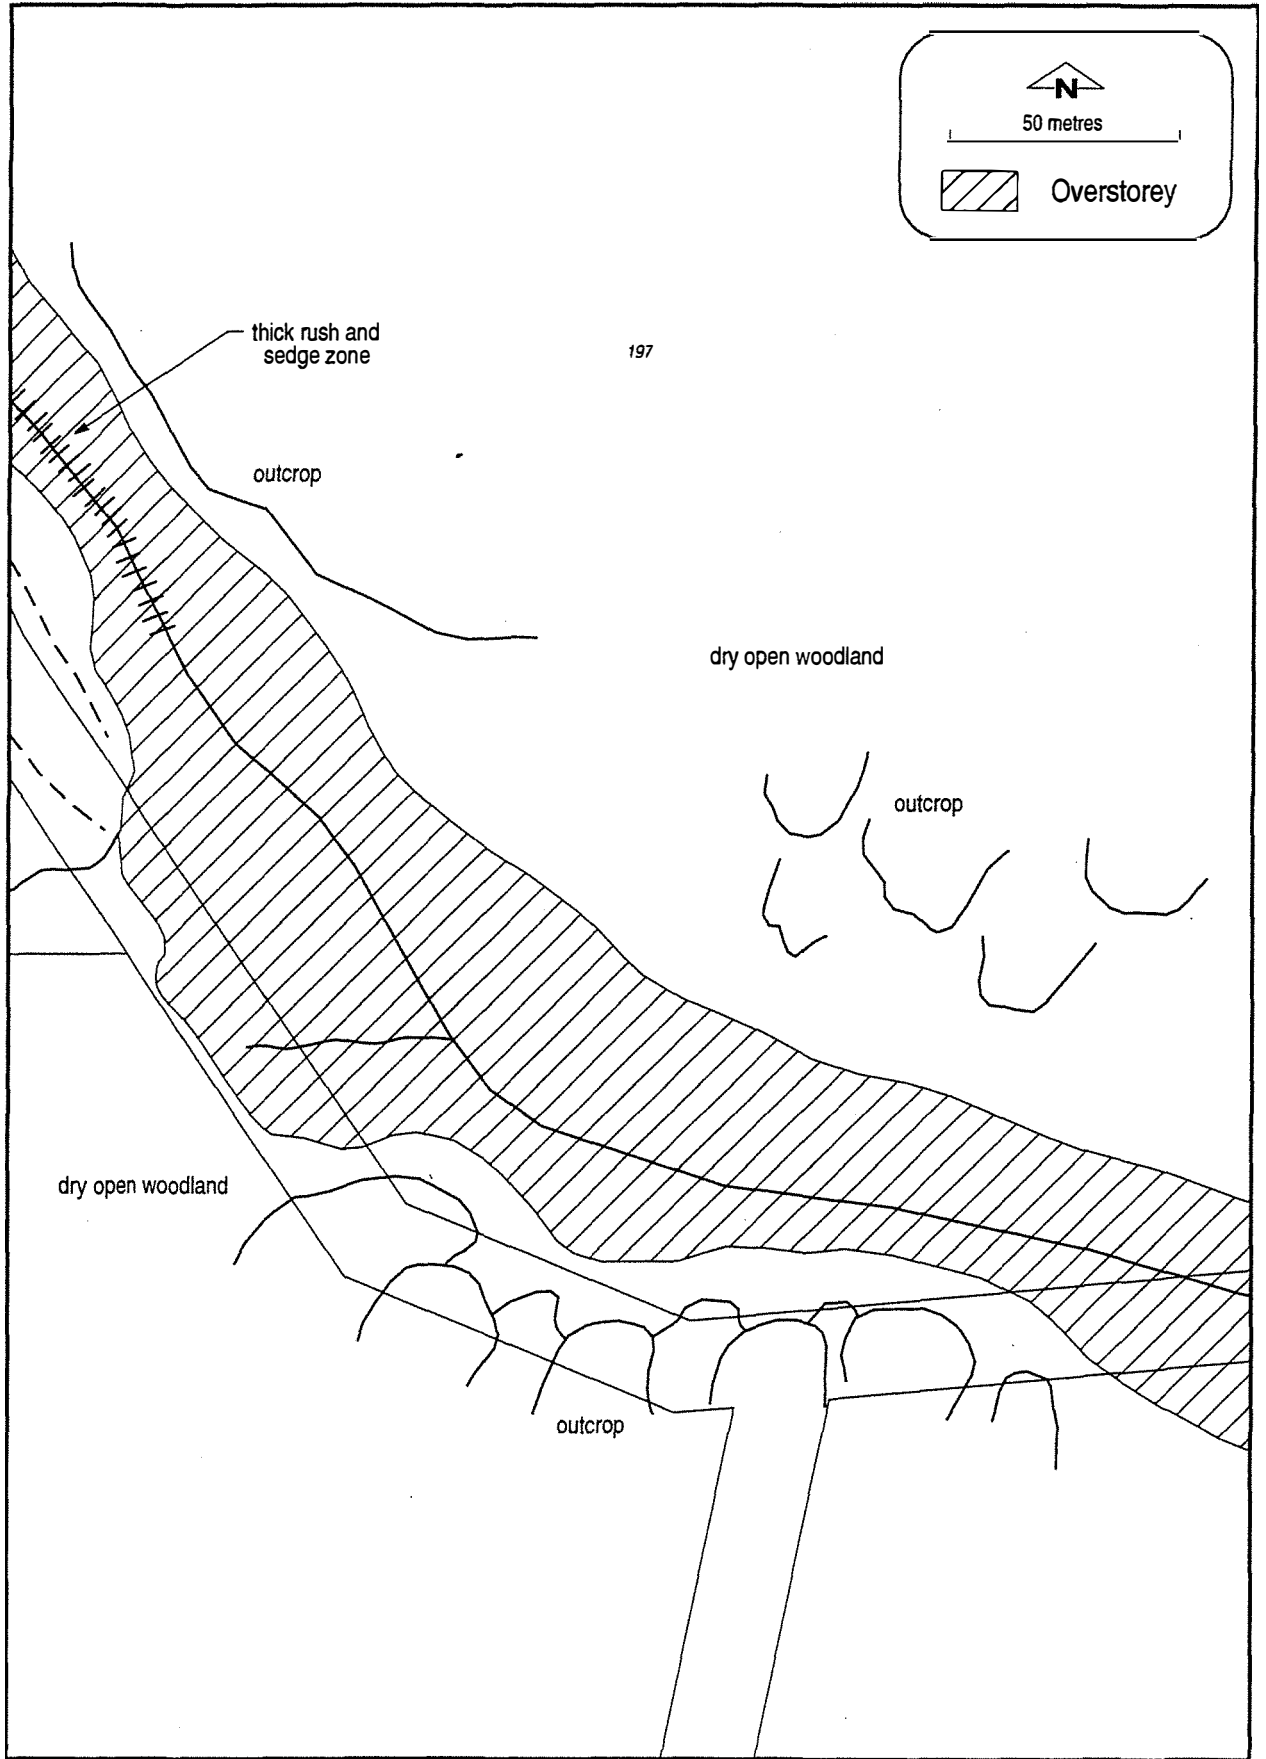 N
50 metres
Overstorey
thick rush and
sedge zone
197
outcrop
dry open woodland
outcrop
dry open woodland
outcrop